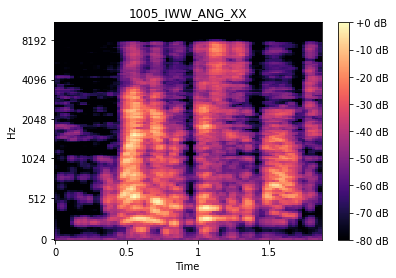 1005_IWW_ANG_XX
+0 dB
8192
-10 dB
4096
-20 dB
-30 dB
2048
Hz
-40 dB
1024
-50 dB
512
-60 dB
-70 dB
0
-80 dB
0 0.5 1 1.5
Time